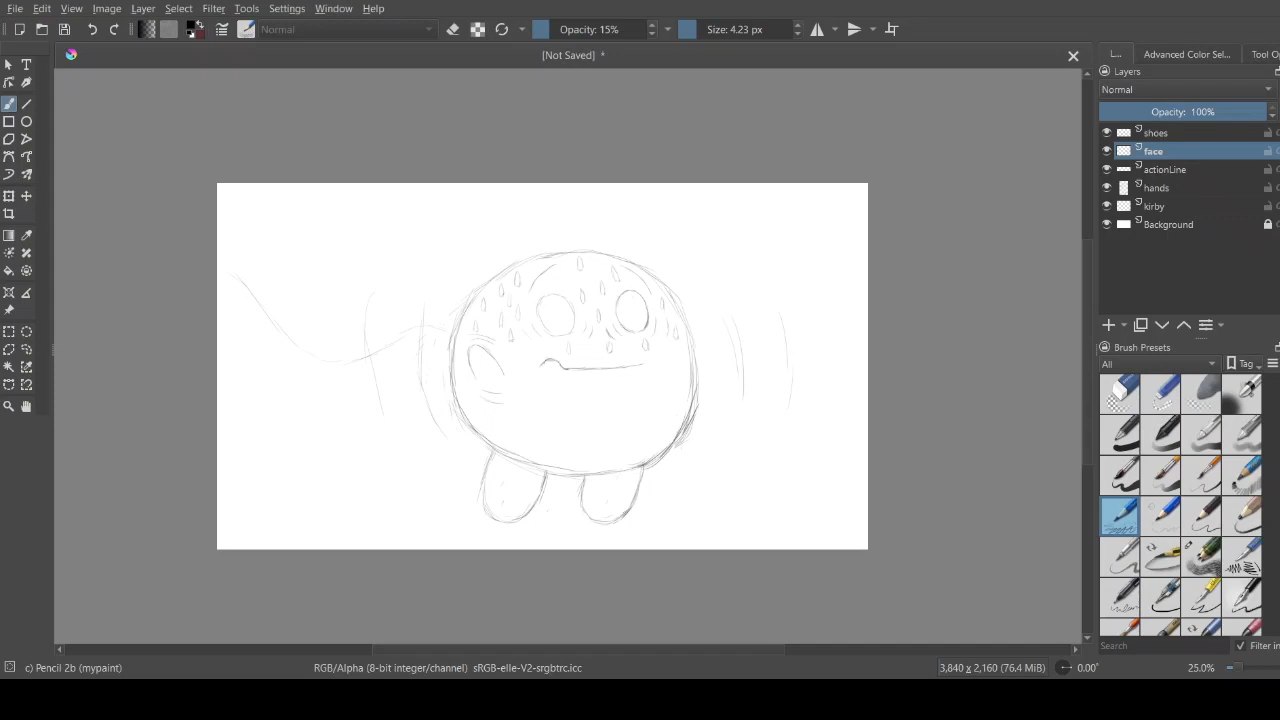 File Edit View Image Layer Select Filter Tools Settings Window Help
Normal Opacity: 15% Size: 4.23 px
[Not Saved] *
Advanced Color Sel... Tool Op
Layers
Normal
Opacity: 100%
shoes
face
actionLine
hands
kirby
Background
Brush Presets
All Tag
Search Filter in
c) Pencil 2b (mypaint) RGB/Alpha (8-bit integer/channel) sRGB-elle-V2-srgbtrc.icc 3,840 x 2,160 (76.4 MiB) 0.00° 25.0%